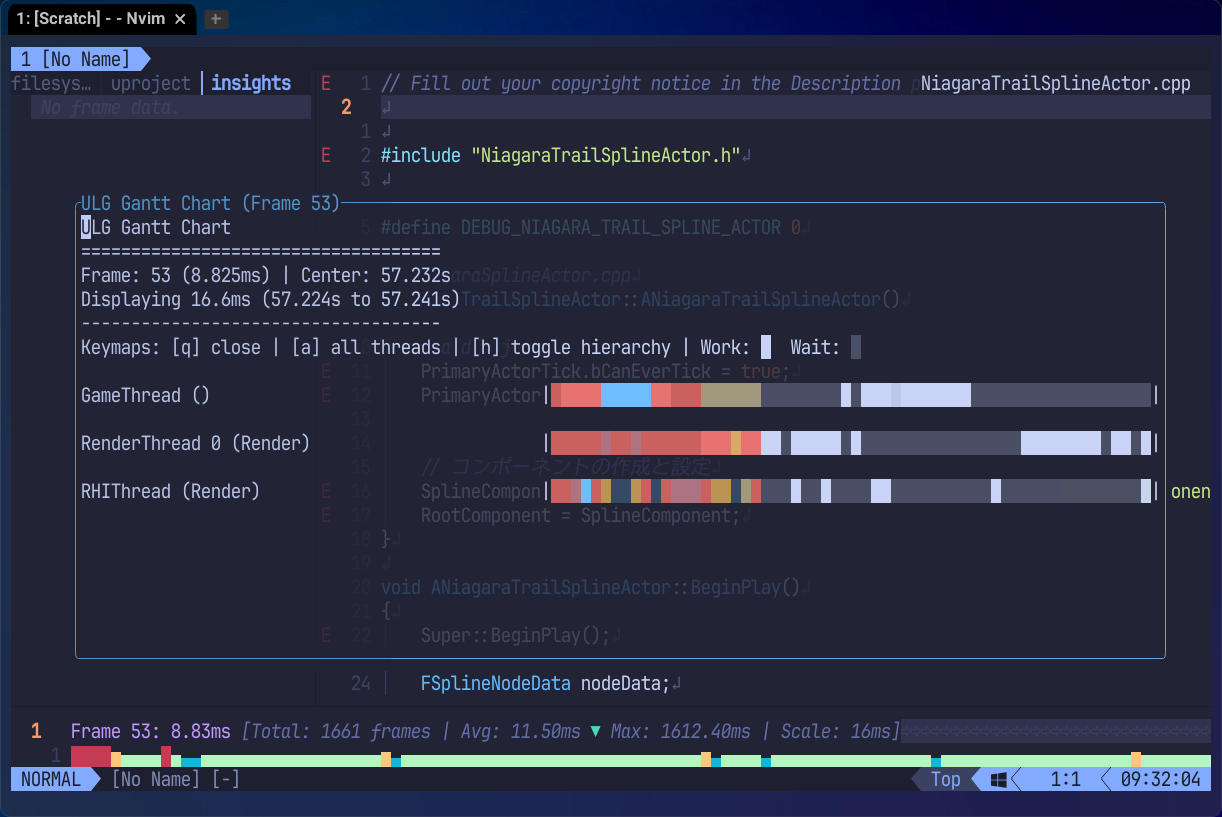 1: [Scratch] - - Nvim ✕ +
1 [No Name]
filesys… uproject insights
No frame data.
E 1 // Fill out your copyright notice in the Description p NiagaraTrailSplineActor.cpp
2 ↲
1 ↲
E 2 #include "NiagaraTrailSplineActor.h"↲
3 ↲
ULG Gantt Chart (Frame 53)
ULG Gantt Chart
5 #define DEBUG_NIAGARA_TRAIL_SPLINE_ACTOR 0↲
====================================
Frame: 53 (8.825ms) | Center: 57.232s araSplineActor.cpp↲
Displaying 16.6ms (57.224s to 57.241s) TrailSplineActor::ANiagaraTrailSplineActor()↲
------------------------------------
Keymaps: [q] close | [a] all threads | [h] toggle hierarchy | Work: Wait:
E 11 PrimaryActorTick.bCanEverTick = true;↲
GameThread () E 12 PrimaryActor| |
13
RenderThread 0 (Render) 14 | |
15 // コンポーネントの作成と設定↲
RHIThread (Render) E 16 SplineCompon| | onen
E 17 RootComponent = SplineComponent;↲
18 }↲
19 ↲
20 void ANiagaraTrailSplineActor::BeginPlay()↲
21 {↲
E 22 Super::BeginPlay();↲
24 FSplineNodeData nodeData;↲
1 Frame 53: 8.83ms [Total: 1661 frames | Avg: 11.50ms ▼ Max: 1612.40ms | Scale: 16ms]
1
NORMAL [No Name] [-] Top 1:1 09:32:04